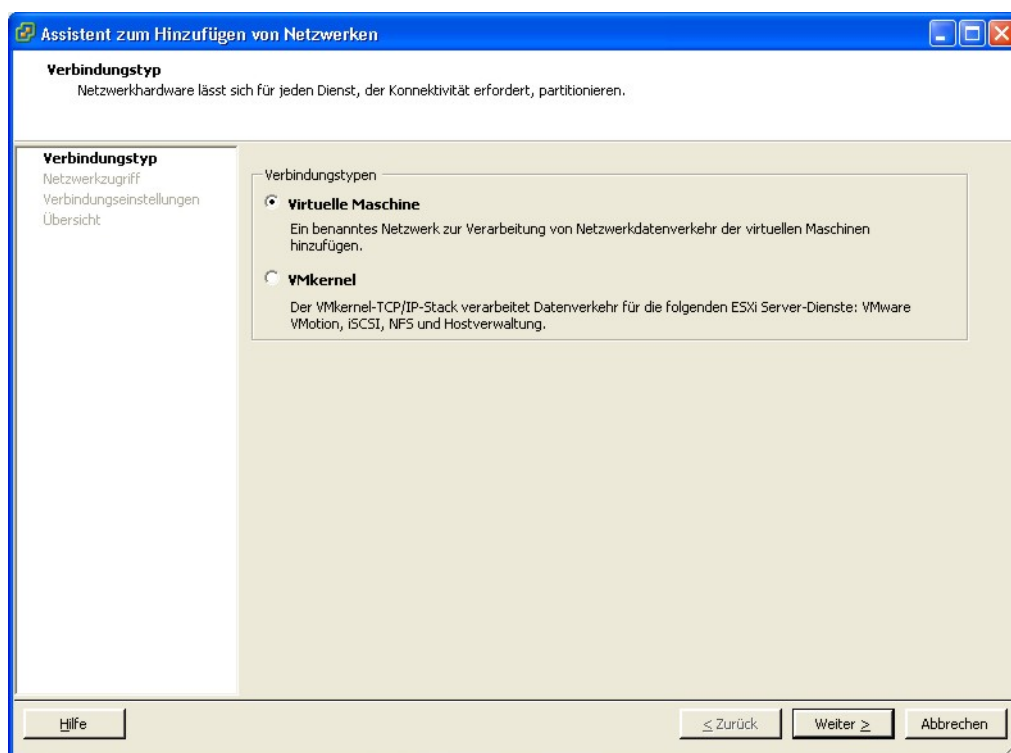 Assistent zum Hinzufügen von Netzwerken
Verbindungstyp
Netzwerkhardware lässt sich für jeden Dienst, der Konnektivität erfordert, partitionieren.
Verbindungstyp
Netzwerkzugriff
Verbindungseinstellungen
Übersicht
Verbindungstypen
Virtuelle Maschine
Ein benanntes Netzwerk zur Verarbeitung von Netzwerkdatenverkehr der virtuellen Maschinen
hinzufügen.
VMkernel
Der VMkernel-TCP/IP-Stack verarbeitet Datenverkehr für die folgenden ESXi Server-Dienste: VMware
VMotion, iSCSI, NFS und Hostverwaltung.
Hilfe
< Zurück
Weiter >
Abbrechen